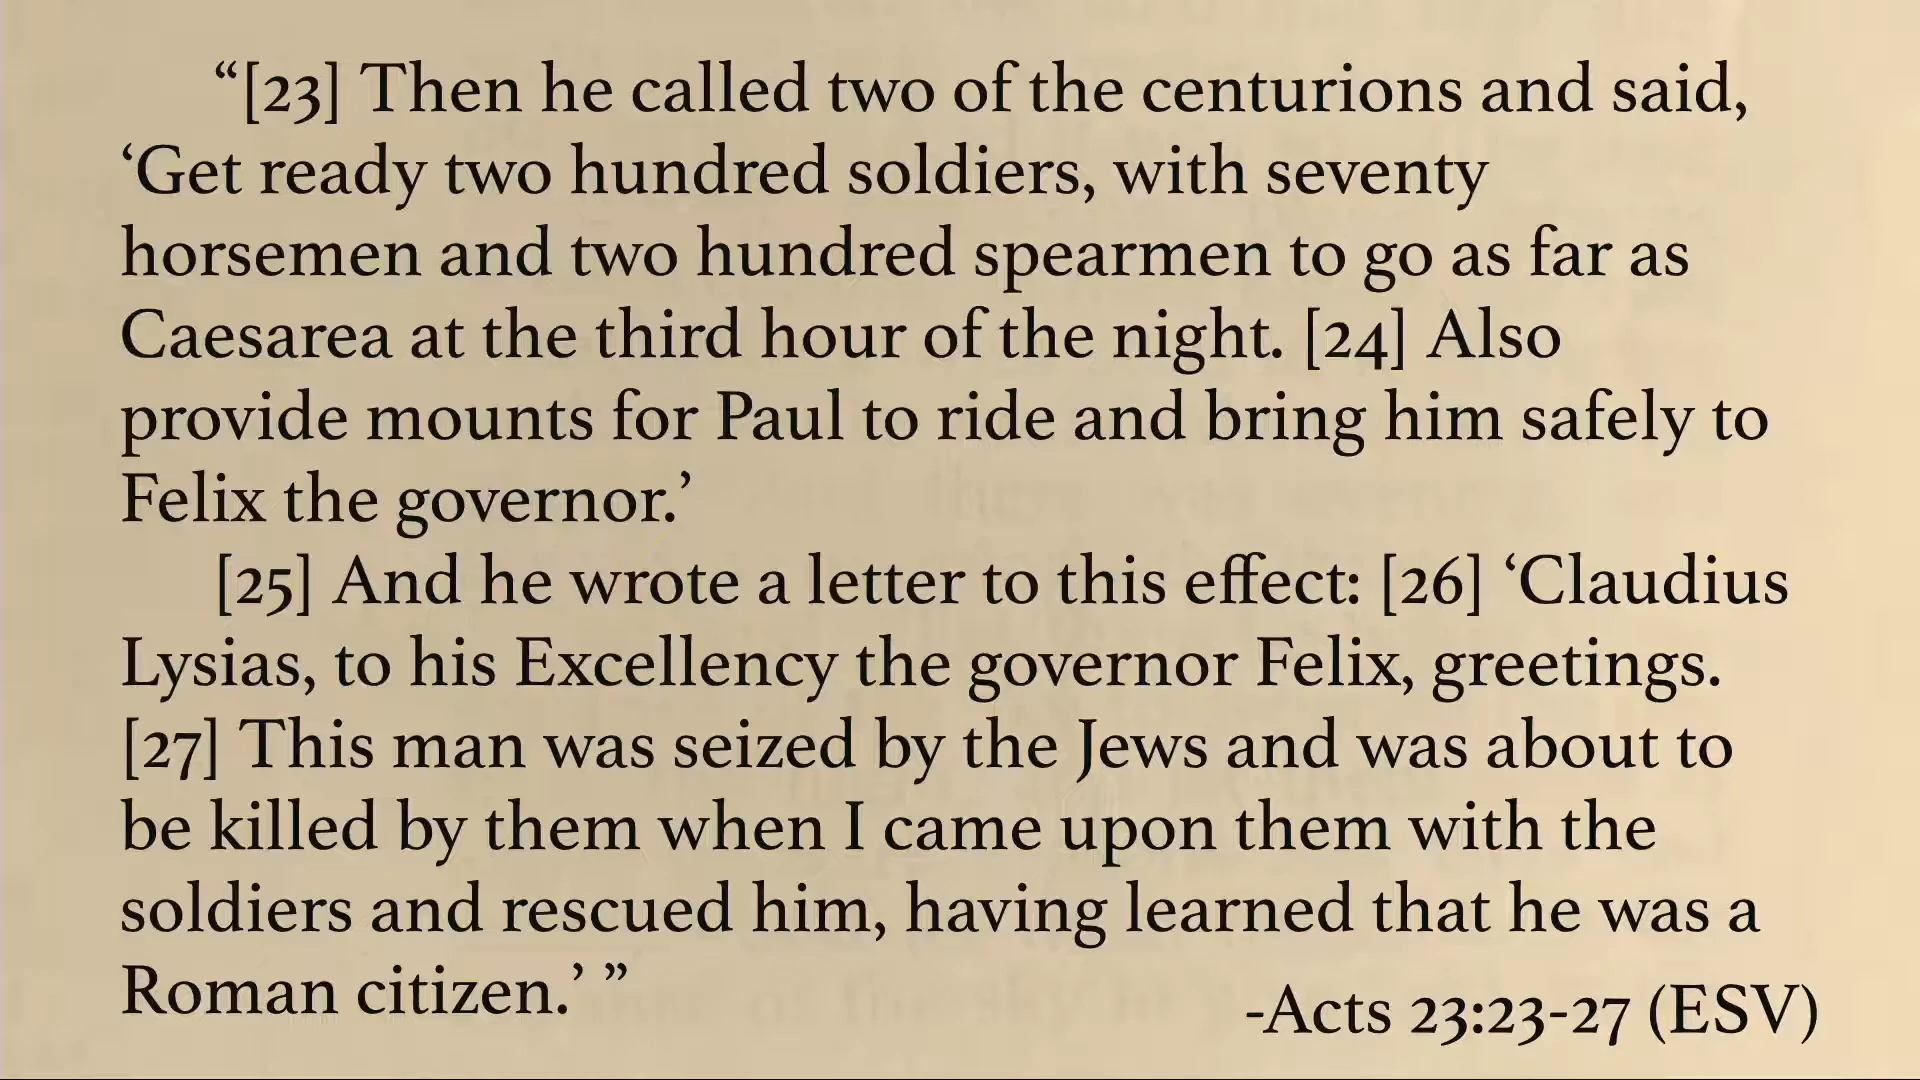 “[23] Then he called two of the centurions and said,
‘Get ready two hundred soldiers, with seventy
horsemen and two hundred spearmen to go as far as
Caesarea at the third hour of the night. [24] Also
provide mounts for Paul to ride and bring him safely to
Felix the governor.’
[25] And he wrote a letter to this effect: [26] ‘Claudius
Lysias, to his Excellency the governor Felix, greetings.
[27] This man was seized by the Jews and was about to
be killed by them when I came upon them with the
soldiers and rescued him, having learned that he was a
Roman citizen.’ ”
-Acts 23:23-27 (ESV)